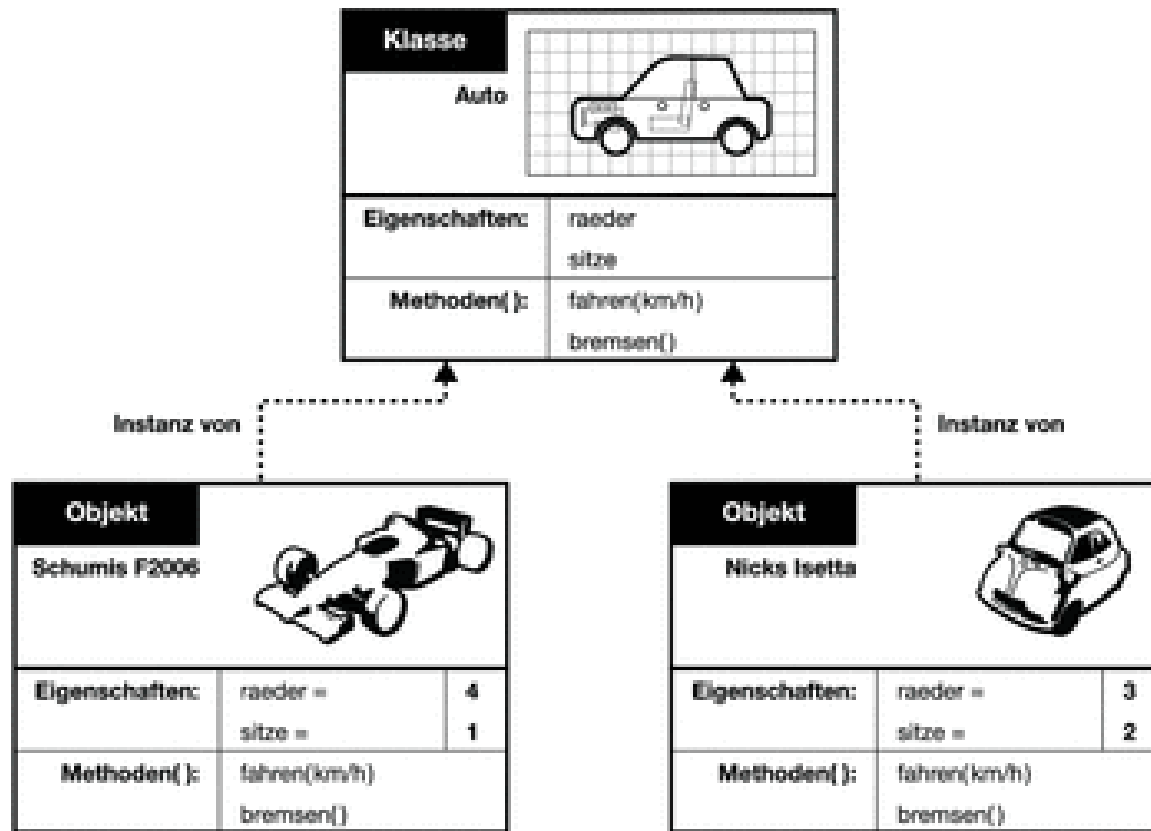 Klasse
Auto
Eigenschaften: raeder
sitze
Methoden( ): fahren(km/h)
bremsen()
Instanz von
Instanz von
Objekt
Schumis F2006
Eigenschaften: raeder = 4
sitze = 1
Methoden( ): fahren(km/h)
bremsen()
Objekt
Nicks Isetta
Eigenschaften: raeder = 3
sitze = 2
Methoden( ): fahren(km/h)
bremsen()